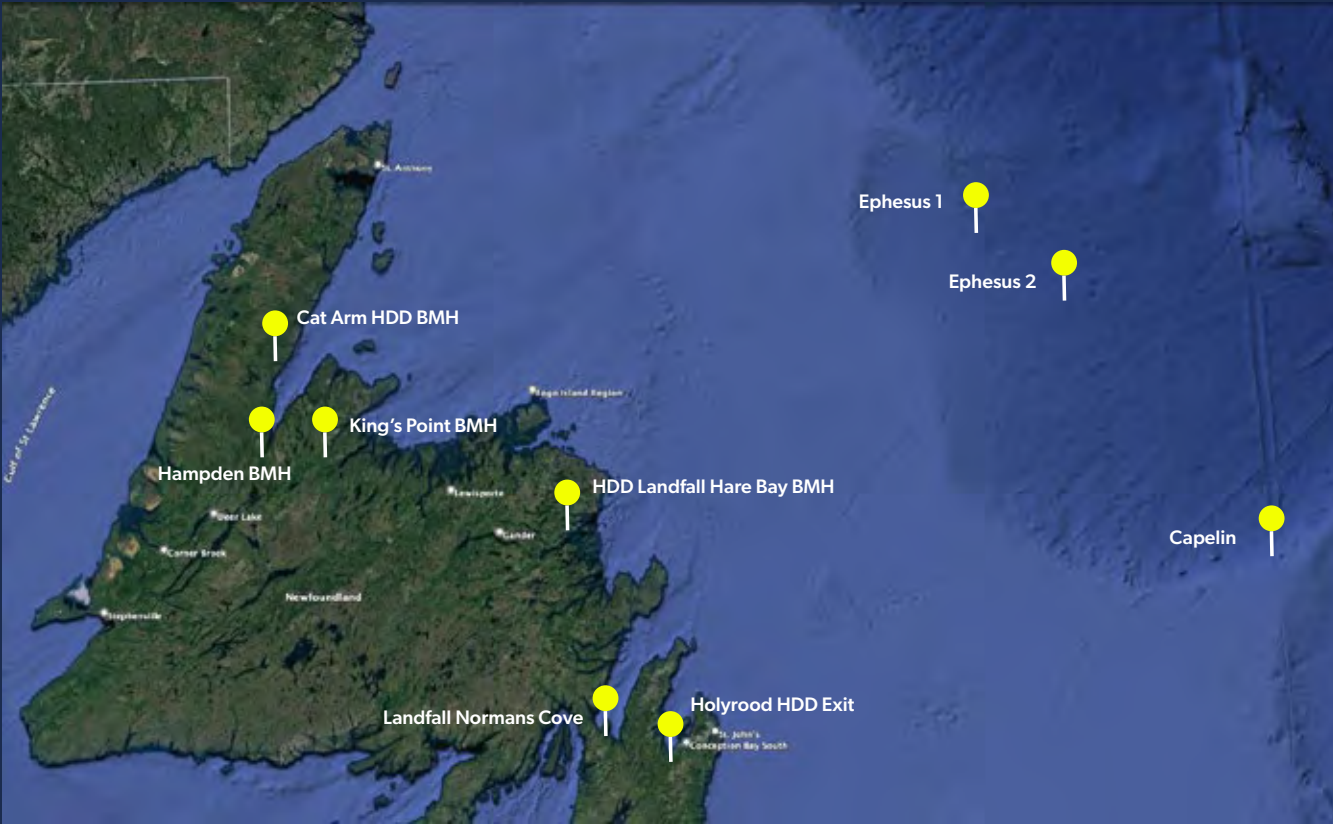 St. Anthony
Ephesus 1
Ephesus 2
Cat Arm HDD BMH
Fogo Island Region
Gulf of St Lawrence
King's Point BMH
Hampden BMH
HDD Landfall Hare Bay BMH
Lewisporte
Deer Lake
Gander
Capelin
Corner Brook
Newfoundland
Stephenville
Holyrood HDD Exit
Landfall Normans Cove
St. John's
Conception Bay South